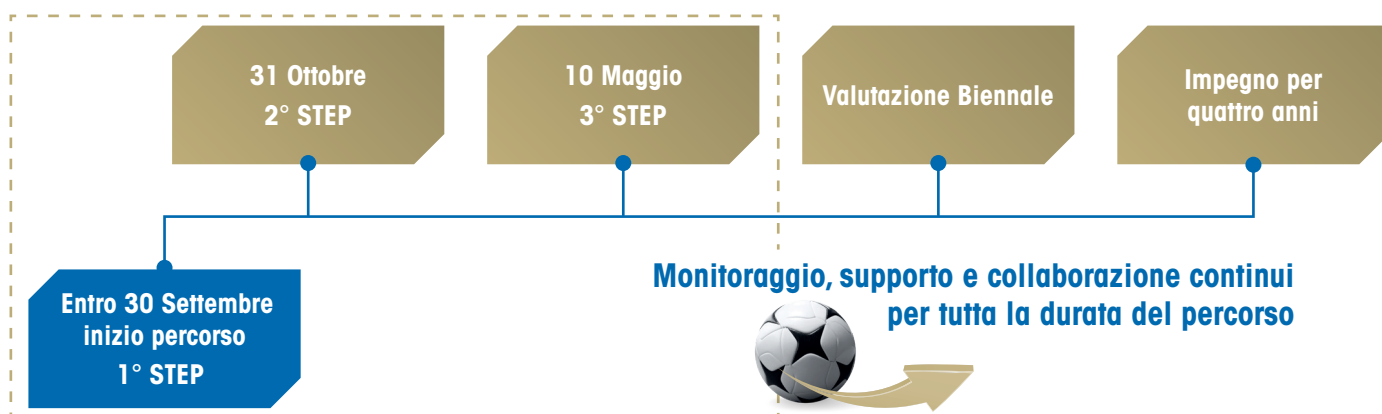 31 Ottobre
2° STEP
10 Maggio
3° STEP
Valutazione Biennale
Impegno per
quattro anni
Entro 30 Settembre
inizio percorso
1° STEP
Monitoraggio, supporto e collaborazione continui
per tutta la durata del percorso